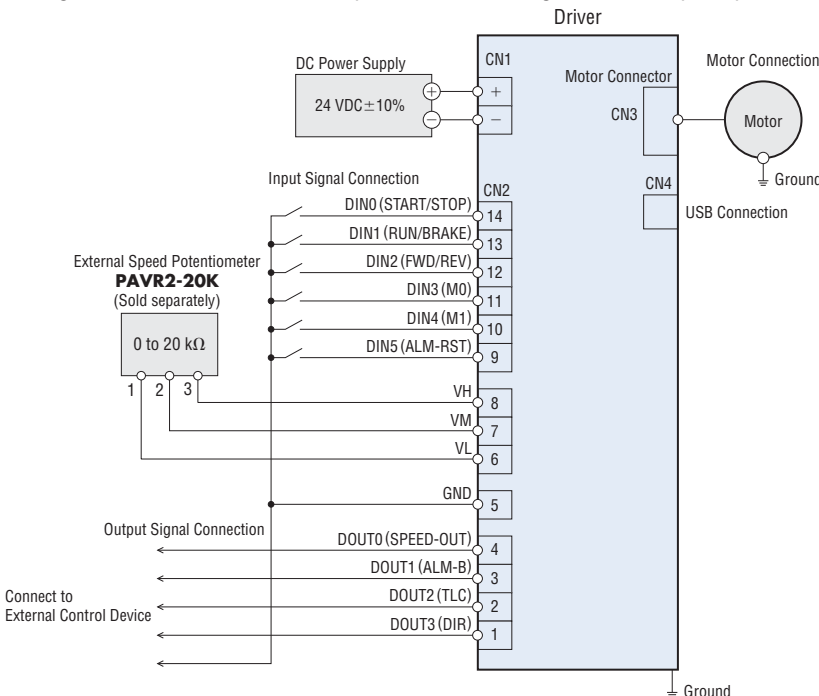 Driver
DC Power Supply
24 VDC±10%
+
−
CN1
+
−
Motor Connector
CN3
Motor Connection
Motor
Ground
CN4
USB Connection
Input Signal Connection
CN2
DIN0 (START/STOP)
14
DIN1 (RUN/BRAKE)
13
DIN2 (FWD/REV)
12
DIN3 (M0)
11
DIN4 (M1)
10
DIN5 (ALM-RST)
9
External Speed Potentiometer
PAVR2-20K
(Sold separately)
0 to 20 kΩ
1 2 3
VH
8
VM
7
VL
6
GND
5
Output Signal Connection
DOUT0 (SPEED-OUT)
4
DOUT1 (ALM-B)
3
DOUT2 (TLC)
2
DOUT3 (DIR)
1
Connect to
External Control Device
Ground